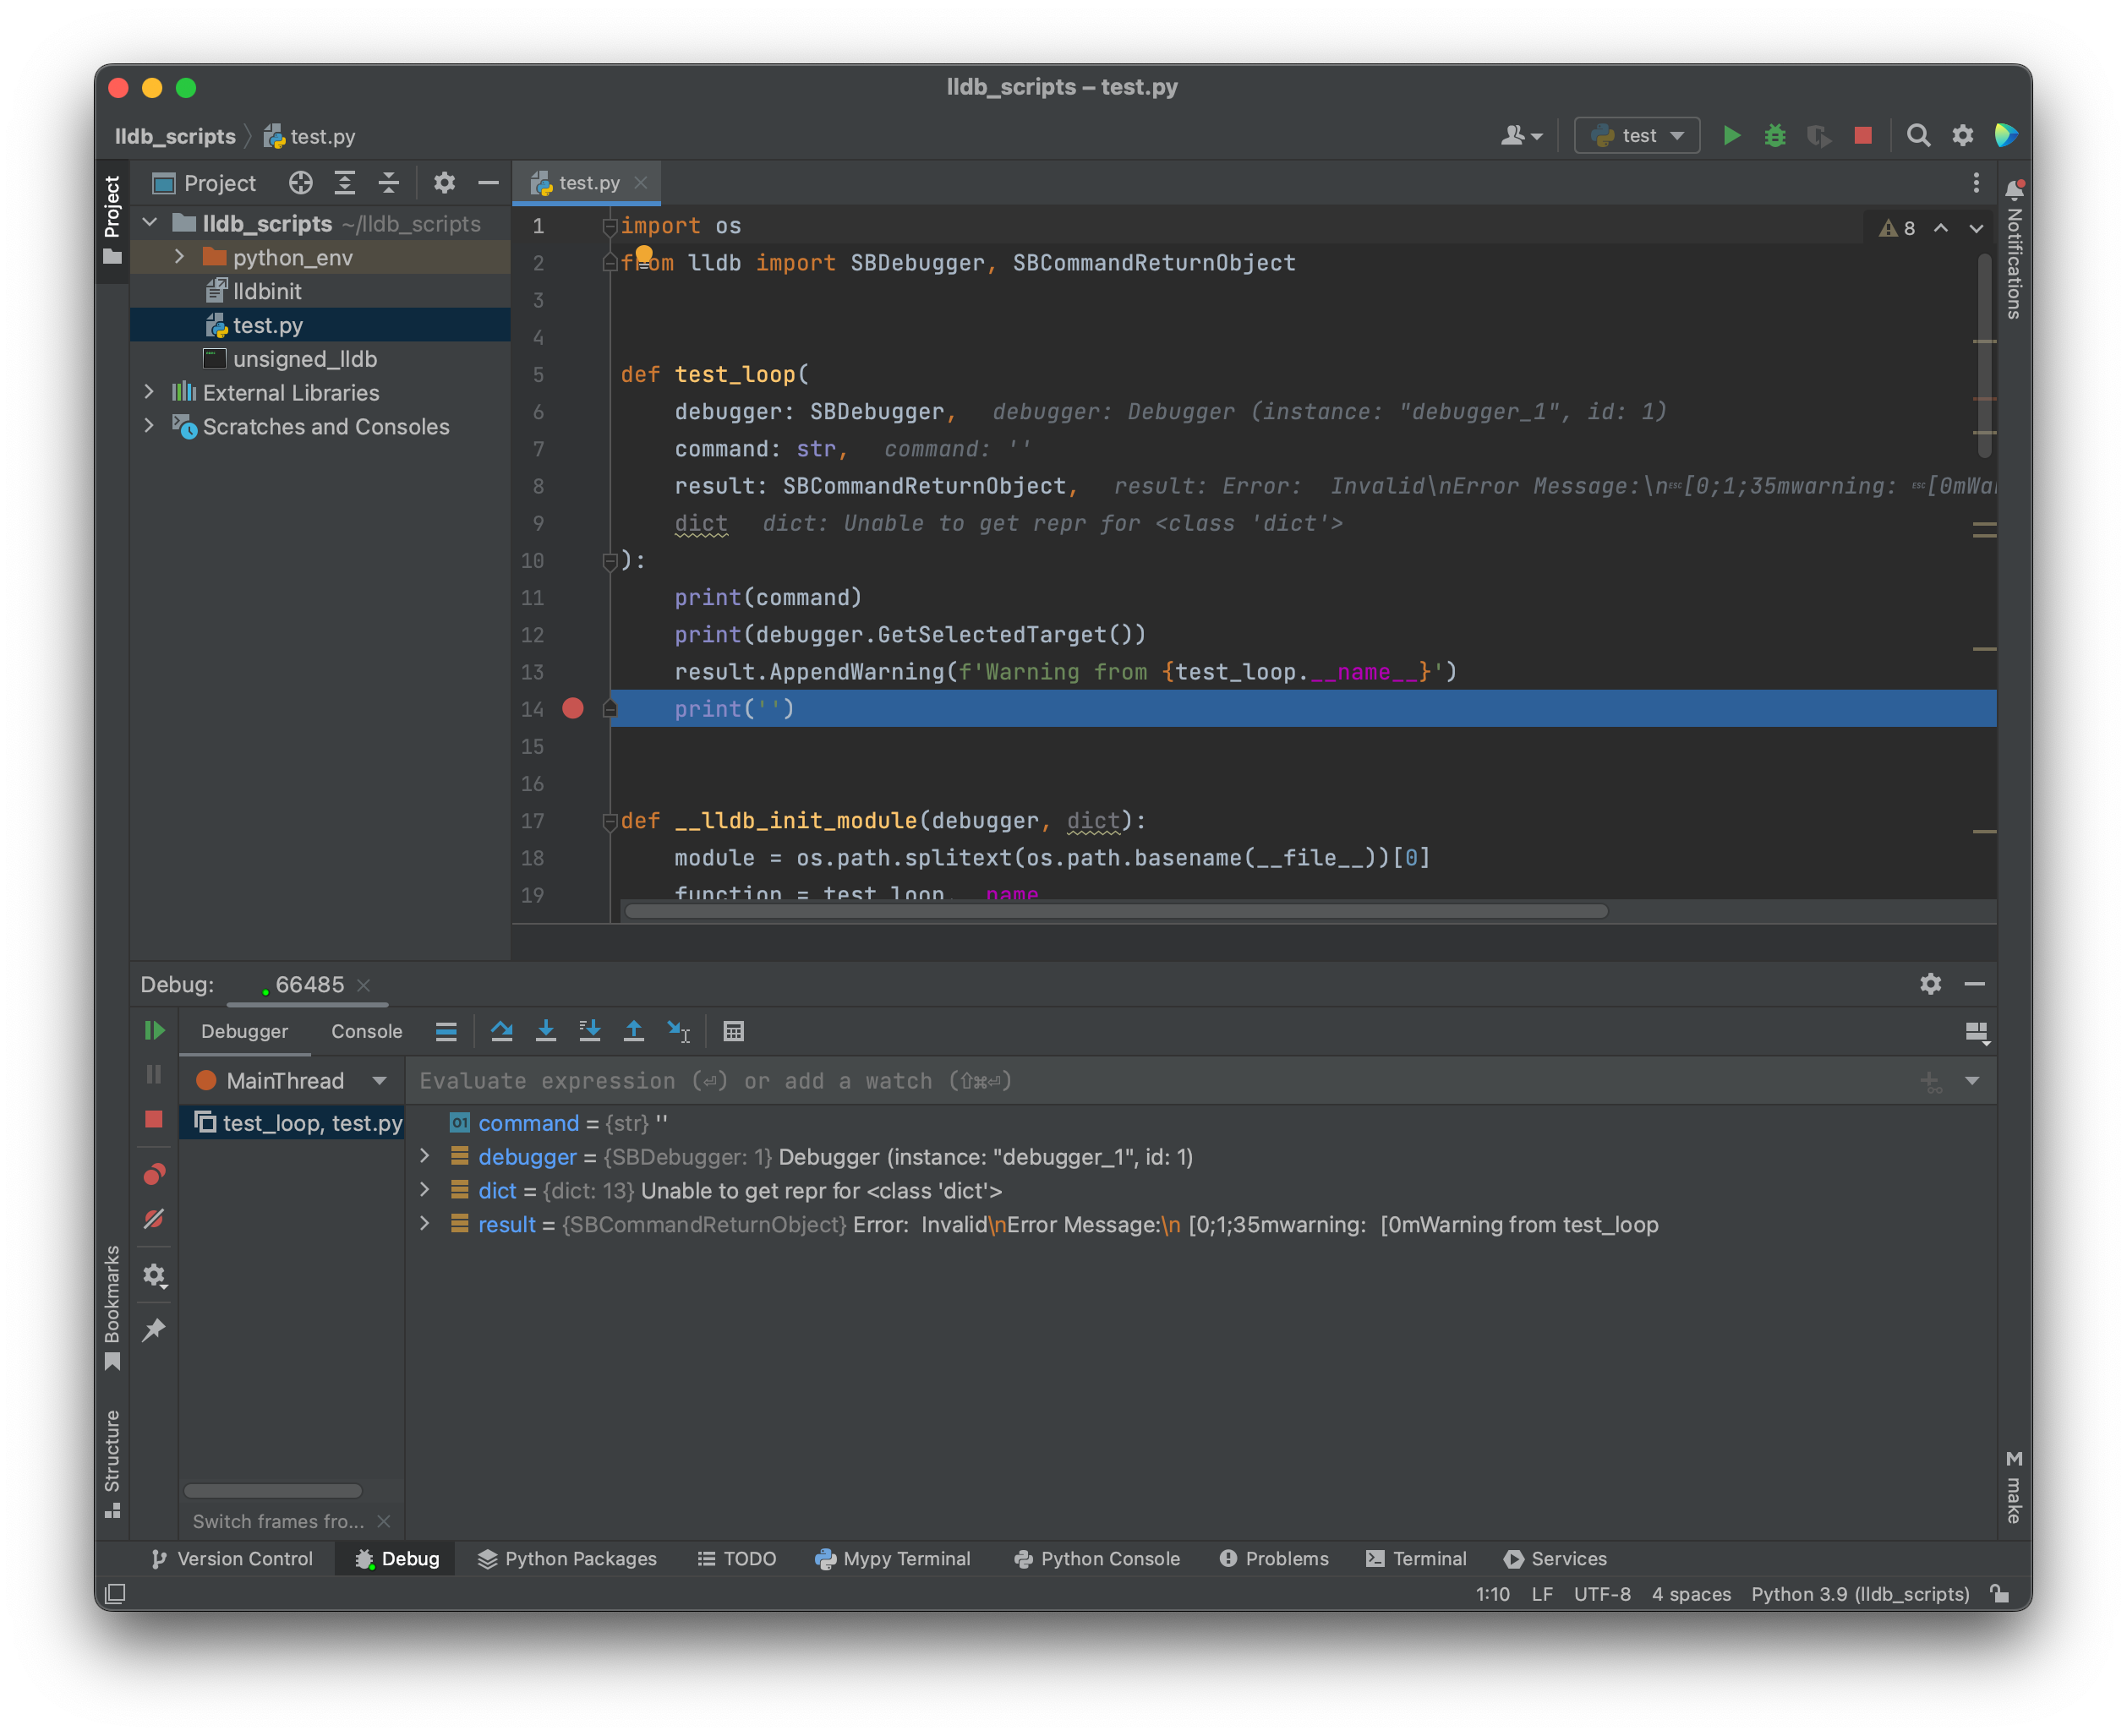 lldb_scripts – test.py
lldb_scripts
test.py
test
Project
Project
test.py
lldb_scripts ~/lldb_scripts
python_env
lldbinit
test.py
unsigned_lldb
External Libraries
Scratches and Consoles
8
1 import os
2 from lldb import SBDebugger, SBCommandReturnObject
3
4
5 def test_loop(
6 debugger: SBDebugger, debugger: Debugger (instance: "debugger_1", id: 1)
7 command: str, command: ''
8 result: SBCommandReturnObject, result: Error: Invalid\nError Message:\nESC[0;1;35mwarning: ESC[0mWa
9 dict dict: Unable to get repr for <class 'dict'>
10 ):
11 print(command)
12 print(debugger.GetSelectedTarget())
13 result.AppendWarning(f'Warning from {test_loop.__name__}')
14 print('')
15
16
17 def __lldb_init_module(debugger, dict):
18 module = os.path.splitext(os.path.basename(__file__))[0]
19 function = test_loop.__name__
Notifications
Debug: 66485
Debugger Console
MainThread
Evaluate expression (⏎) or add a watch (⇧⌘⏎)
test_loop, test.py
01 command = {str} ''
debugger = {SBDebugger: 1} Debugger (instance: "debugger_1", id: 1)
dict = {dict: 13} Unable to get repr for <class 'dict'>
result = {SBCommandReturnObject} Error: Invalid\nError Message:\n [0;1;35mwarning: [0mWarning from test_loop
Bookmarks
Structure
M make
Switch frames fro...
Version Control Debug Python Packages TODO Mypy Terminal Python Console Problems Terminal Services
1:10 LF UTF-8 4 spaces Python 3.9 (lldb_scripts)